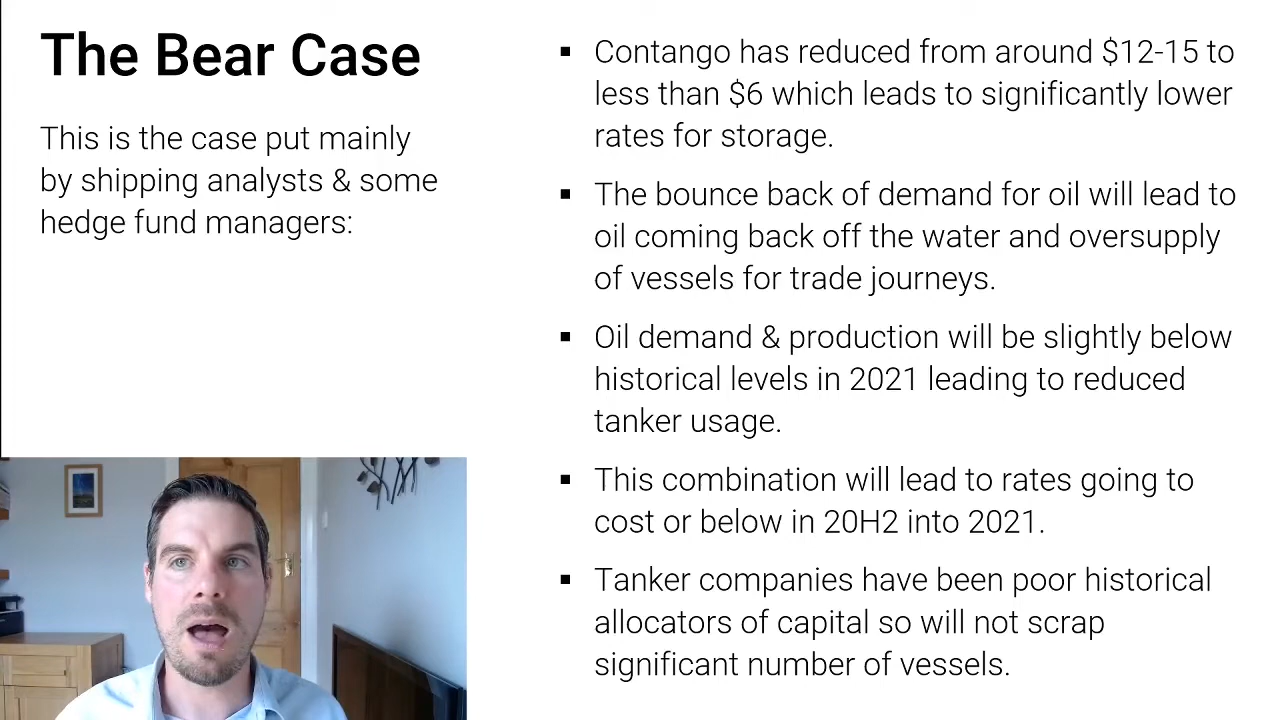 The Bear Case
This is the case put mainly
by shipping analysts & some
hedge fund managers:
▪ Contango has reduced from around $12-15 to
less than $6 which leads to significantly lower
rates for storage.
▪ The bounce back of demand for oil will lead to
oil coming back off the water and oversupply
of vessels for trade journeys.
▪ Oil demand & production will be slightly below
historical levels in 2021 leading to reduced
tanker usage.
▪ This combination will lead to rates going to
cost or below in 20H2 into 2021.
▪ Tanker companies have been poor historical
allocators of capital so will not scrap
significant number of vessels.